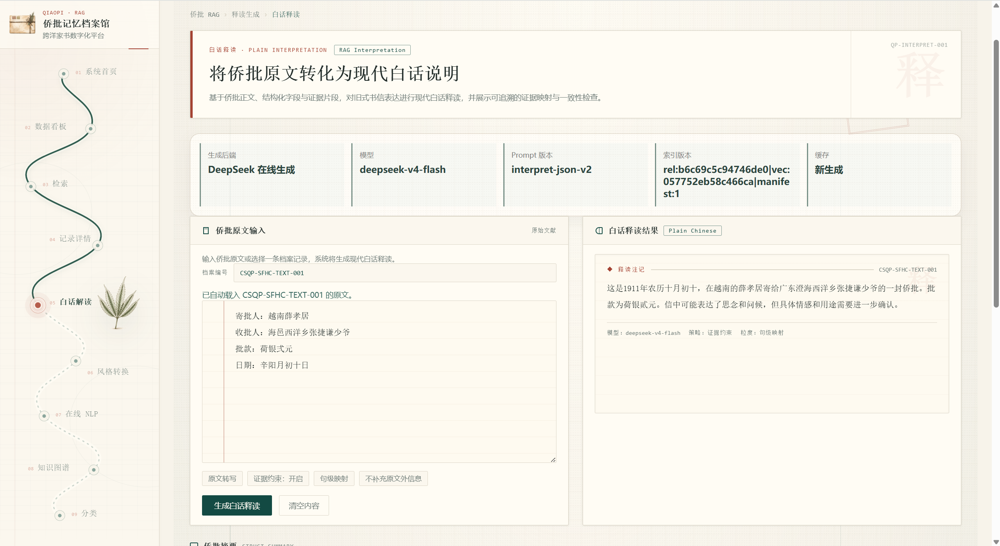 QIAOPI · RAG
侨批记忆档案馆
跨洋家书数字化平台
01 系统首页
02 数据看板
03 检索
04 记录详情
05 白话解读
06 风格转换
07 在线 NLP
08 知识图谱
09 分类
侨批 RAG › 释读生成 › 白话释读
白话释读 · PLAIN INTERPRETATION RAG Interpretation
将侨批原文转化为现代白话说明
基于侨批正文、结构化字段与证据片段，对旧式书信表达进行现代白话释读，并展示可追溯的证据映射与一致性检查。
QP-INTERPRET-001
释
生成后端
DeepSeek 在线生成
模型
deepseek-v4-flash
Prompt 版本
interpret-json-v2
索引版本
rel:b6c69c5c94746de0|vec:
057752eb58c466ca|manife
st:1
缓存
新生成
侨批原文输入 原始文献
输入侨批原文或选择一条档案记录，系统将生成现代白话释读。
档案编号 CSQP-SFHC-TEXT-001
已自动载入 CSQP-SFHC-TEXT-001 的原文。
寄批人：越南薛孝居
收批人：海邑西洋乡张捷谦少爷
批款：荷银弍元
日期：辛阳月初十日
原文转写 证据约束：开启 句级映射 不补充原文外信息
生成白话释读 清空内容
白话释读结果 Plain Chinese
释读注记 CSQP-SFHC-TEXT-001
释
这是1911年农历十月初十，在越南的薛孝居寄给广东澄海西洋乡张捷谦少爷的一封侨批。批
款为荷银贰元。信中可能表达了思念和问候，但具体情感和用途需要进一步确认。
模型：deepseek-v4-flash 策略：证据约束 粒度：句级映射
侨批摘要 STRUCT SUMMARY